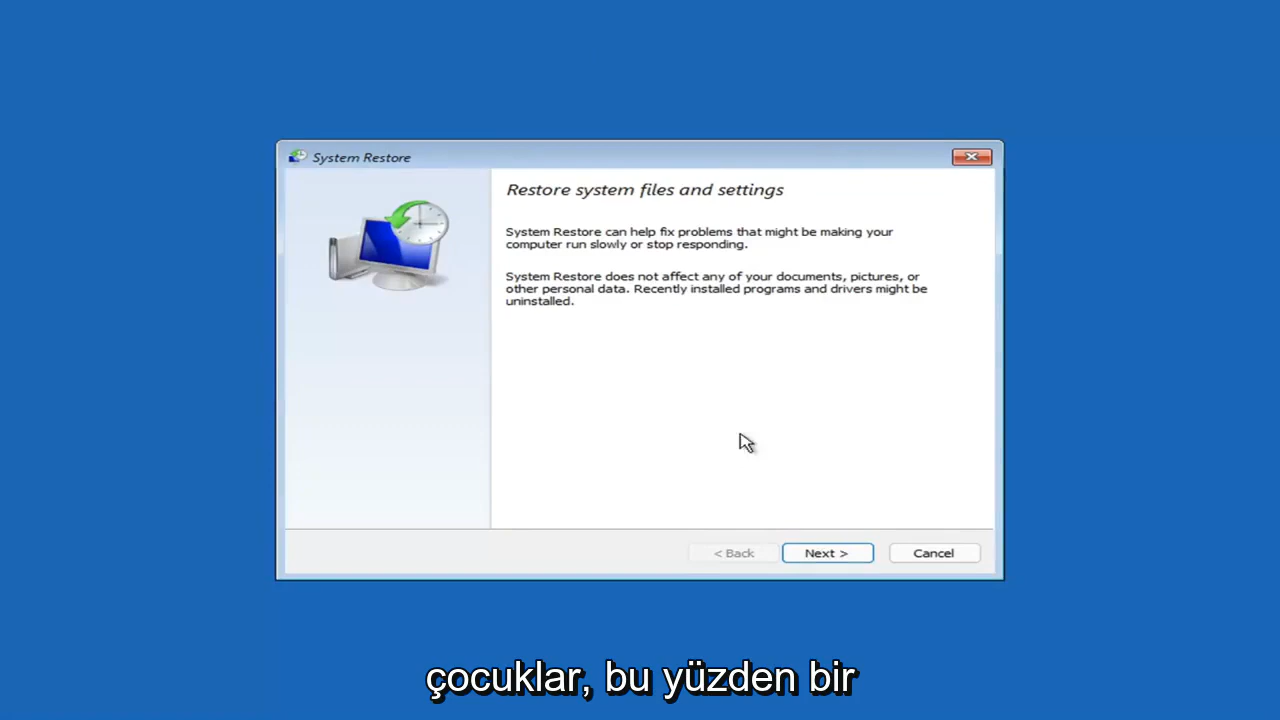 System Restore
Restore system files and settings
System Restore can help fix problems that might be making your
computer run slowly or stop responding.
System Restore does not affect any of your documents, pictures, or
other personal data. Recently installed programs and drivers might be
uninstalled.
< Back
Next >
Cancel
çocuklar, bu yüzden bir